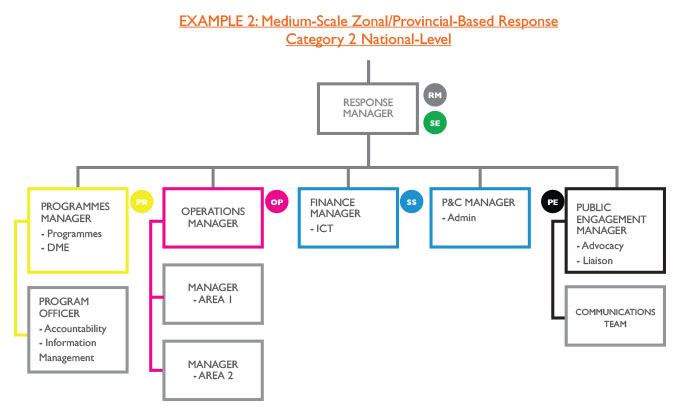 EXAMPLE 2: Medium-Scale Zonal/Provincial-Based Response
Category 2 National-Level
RESPONSE
MANAGER
RM
SE
PROGRAMMES
MANAGER
- Programmes
- DME
PR
OPERATIONS
MANAGER
OP
FINANCE
MANAGER
- ICT
SS
P&C MANAGER
- Admin
PE
PUBLIC
ENGAGEMENT
MANAGER
- Advocacy
- Liaison
PROGRAM
OFFICER
- Accountability
- Information
Management
MANAGER
- AREA 1
MANAGER
- AREA 2
COMMUNICATIONS
TEAM